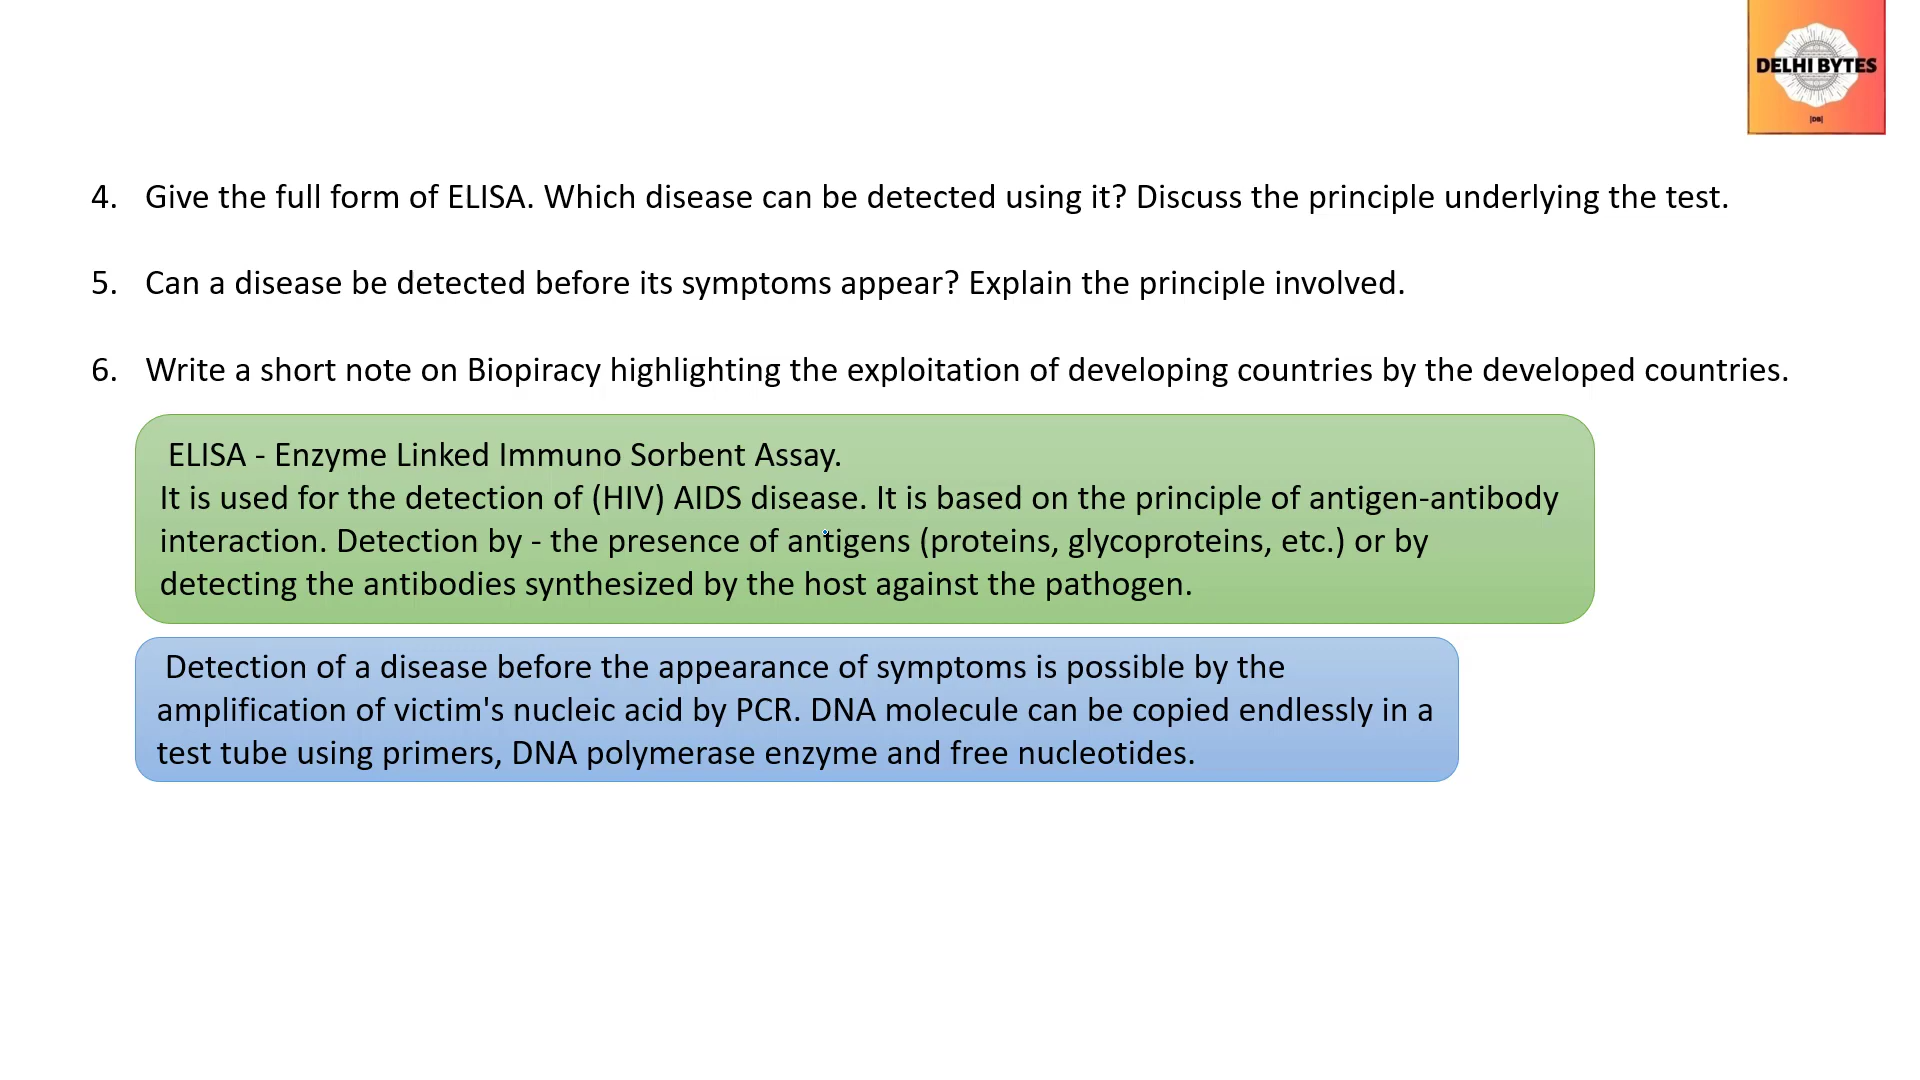 DELHI BYTES
|DB|
4. Give the full form of ELISA. Which disease can be detected using it? Discuss the principle underlying the test.
5. Can a disease be detected before its symptoms appear? Explain the principle involved.
6. Write a short note on Biopiracy highlighting the exploitation of developing countries by the developed countries.
ELISA - Enzyme Linked Immuno Sorbent Assay.
It is used for the detection of (HIV) AIDS disease. It is based on the principle of antigen-antibody
interaction. Detection by - the presence of antigens (proteins, glycoproteins, etc.) or by
detecting the antibodies synthesized by the host against the pathogen.
Detection of a disease before the appearance of symptoms is possible by the
amplification of victim's nucleic acid by PCR. DNA molecule can be copied endlessly in a
test tube using primers, DNA polymerase enzyme and free nucleotides.